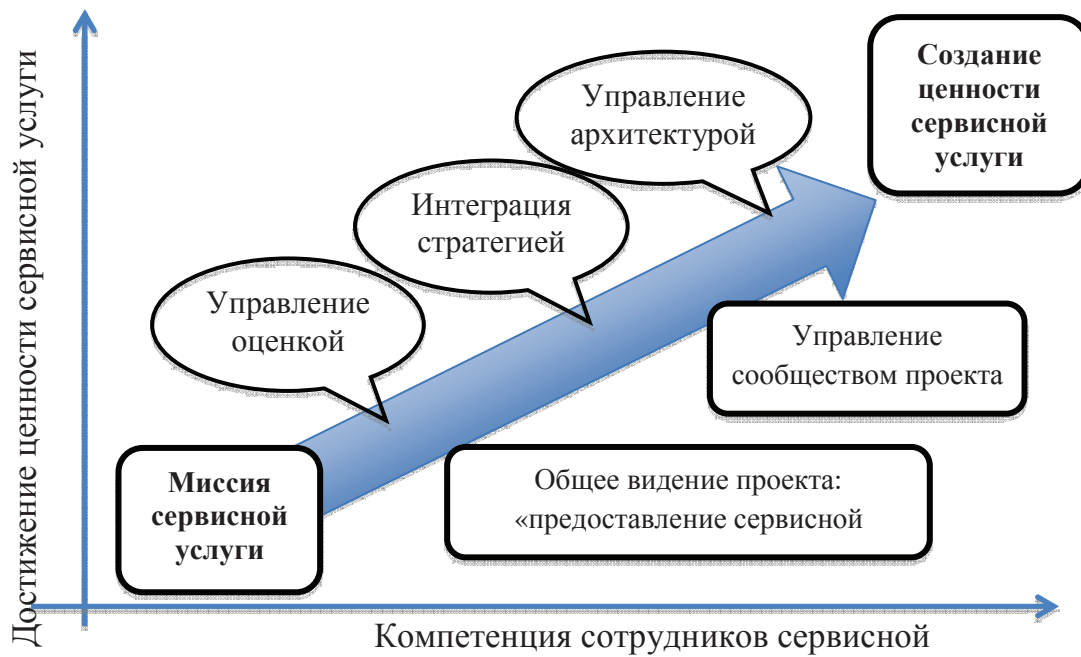 Достижение ценности сервисной услуги
Создание
ценности
сервисной
услуги
Управление
архитектурой
Интеграция
стратегией
Управление
оценкой
Управление
сообществом проекта
Миссия
сервисной
услуги
Общее видение проекта:
«предоставление сервисной
Компетенция сотрудников сервисной